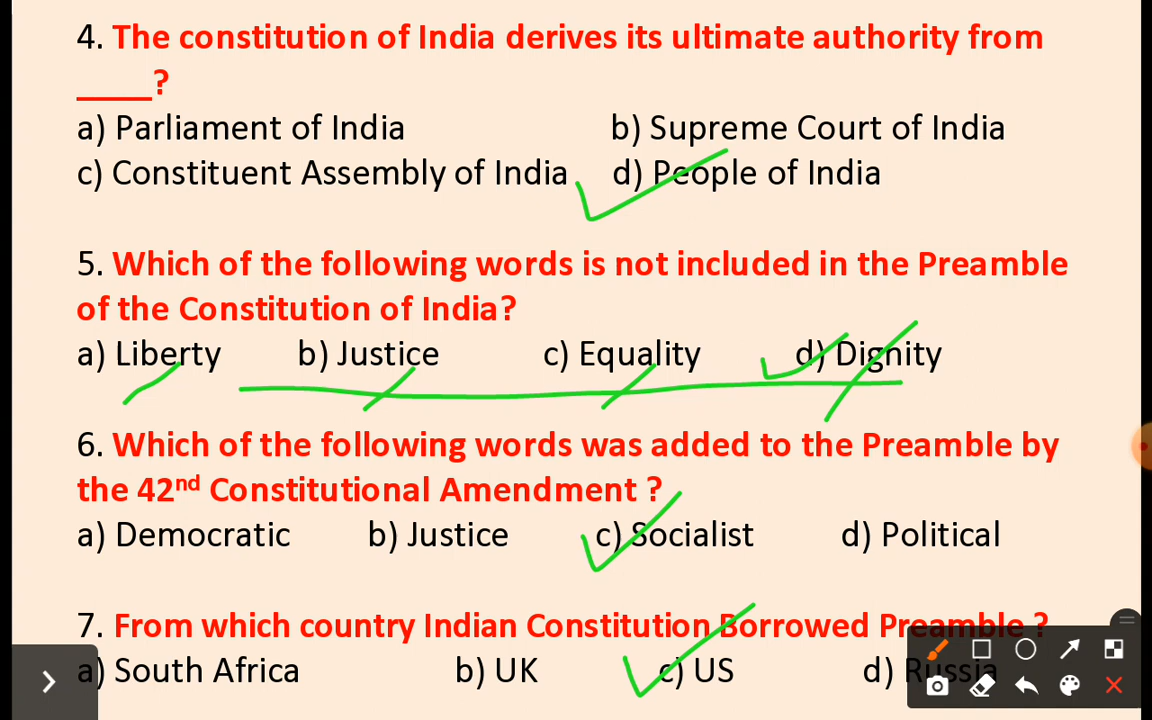 4. The constitution of India derives its ultimate authority from
____?
a) Parliament of India b) Supreme Court of India
c) Constituent Assembly of India d) People of India
5. Which of the following words is not included in the Preamble
of the Constitution of India?
a) Liberty b) Justice c) Equality d) Dignity
6. Which of the following words was added to the Preamble by
the 42nd Constitutional Amendment ?
a) Democratic b) Justice c) Socialist d) Political
7. From which country Indian Constitution Borrowed Preamble ?
a) South Africa b) UK c) US d) Russia